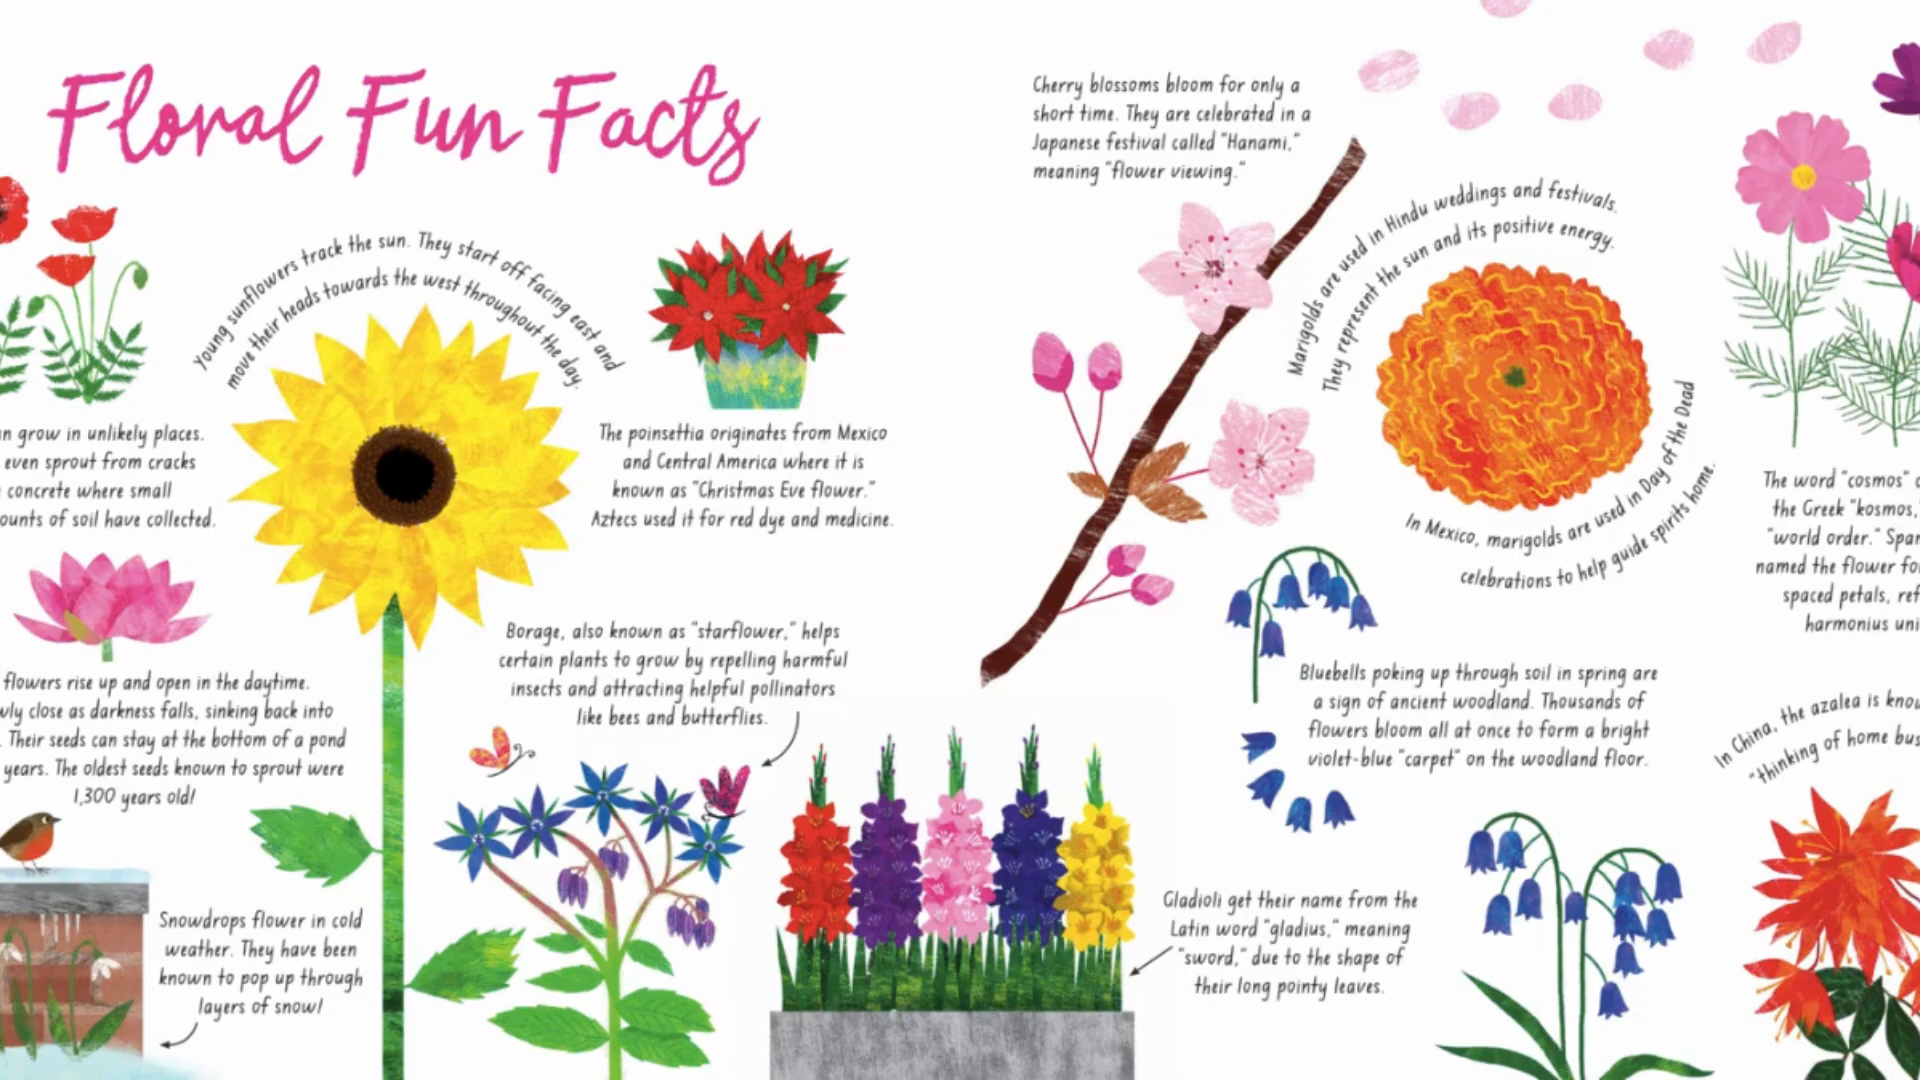 Floral Fun Facts
Young sunflowers track the sun. They start off facing east and
move their heads towards the west throughout the day.
grow in unlikely places.
even sprout from cracks
concrete where small
of soil have collected.
The poinsettia originates from Mexico
and Central America where it is
known as "Christmas Eve flower."
Aztecs used it for red dye and medicine.
flowers rise up and open in the daytime.
close as darkness falls, sinking back into
Their seeds can stay at the bottom of a pond
years. The oldest seeds known to sprout were
1,300 years old!
Borage, also known as "starflower," helps
certain plants to grow by repelling harmful
insects and attracting helpful pollinators
like bees and butterflies.
Snowdrops flower in cold
weather. They have been
known to pop up through
layers of snow!
Cherry blossoms bloom for only a
short time. They are celebrated in a
Japanese festival called "Hanami,"
meaning "flower viewing."
Marigolds are used in Hindu weddings and festivals.
They represent the sun and its positive energy.
In Mexico, marigolds are used in Day of the Dead
celebrations to help guide spirits home.
Bluebells poking up through soil in spring are
a sign of ancient woodland. Thousands of
flowers bloom all at once to form a bright
violet-blue "carpet" on the woodland floor.
Gladioli get their name from the
Latin word "gladius," meaning
"sword," due to the shape of
their long pointy leaves.
The word "cosmos"
the Greek "kosmos,
"world order."
named the flower
spaced petals,
harmonius
In China, the azalea is
"thinking of home